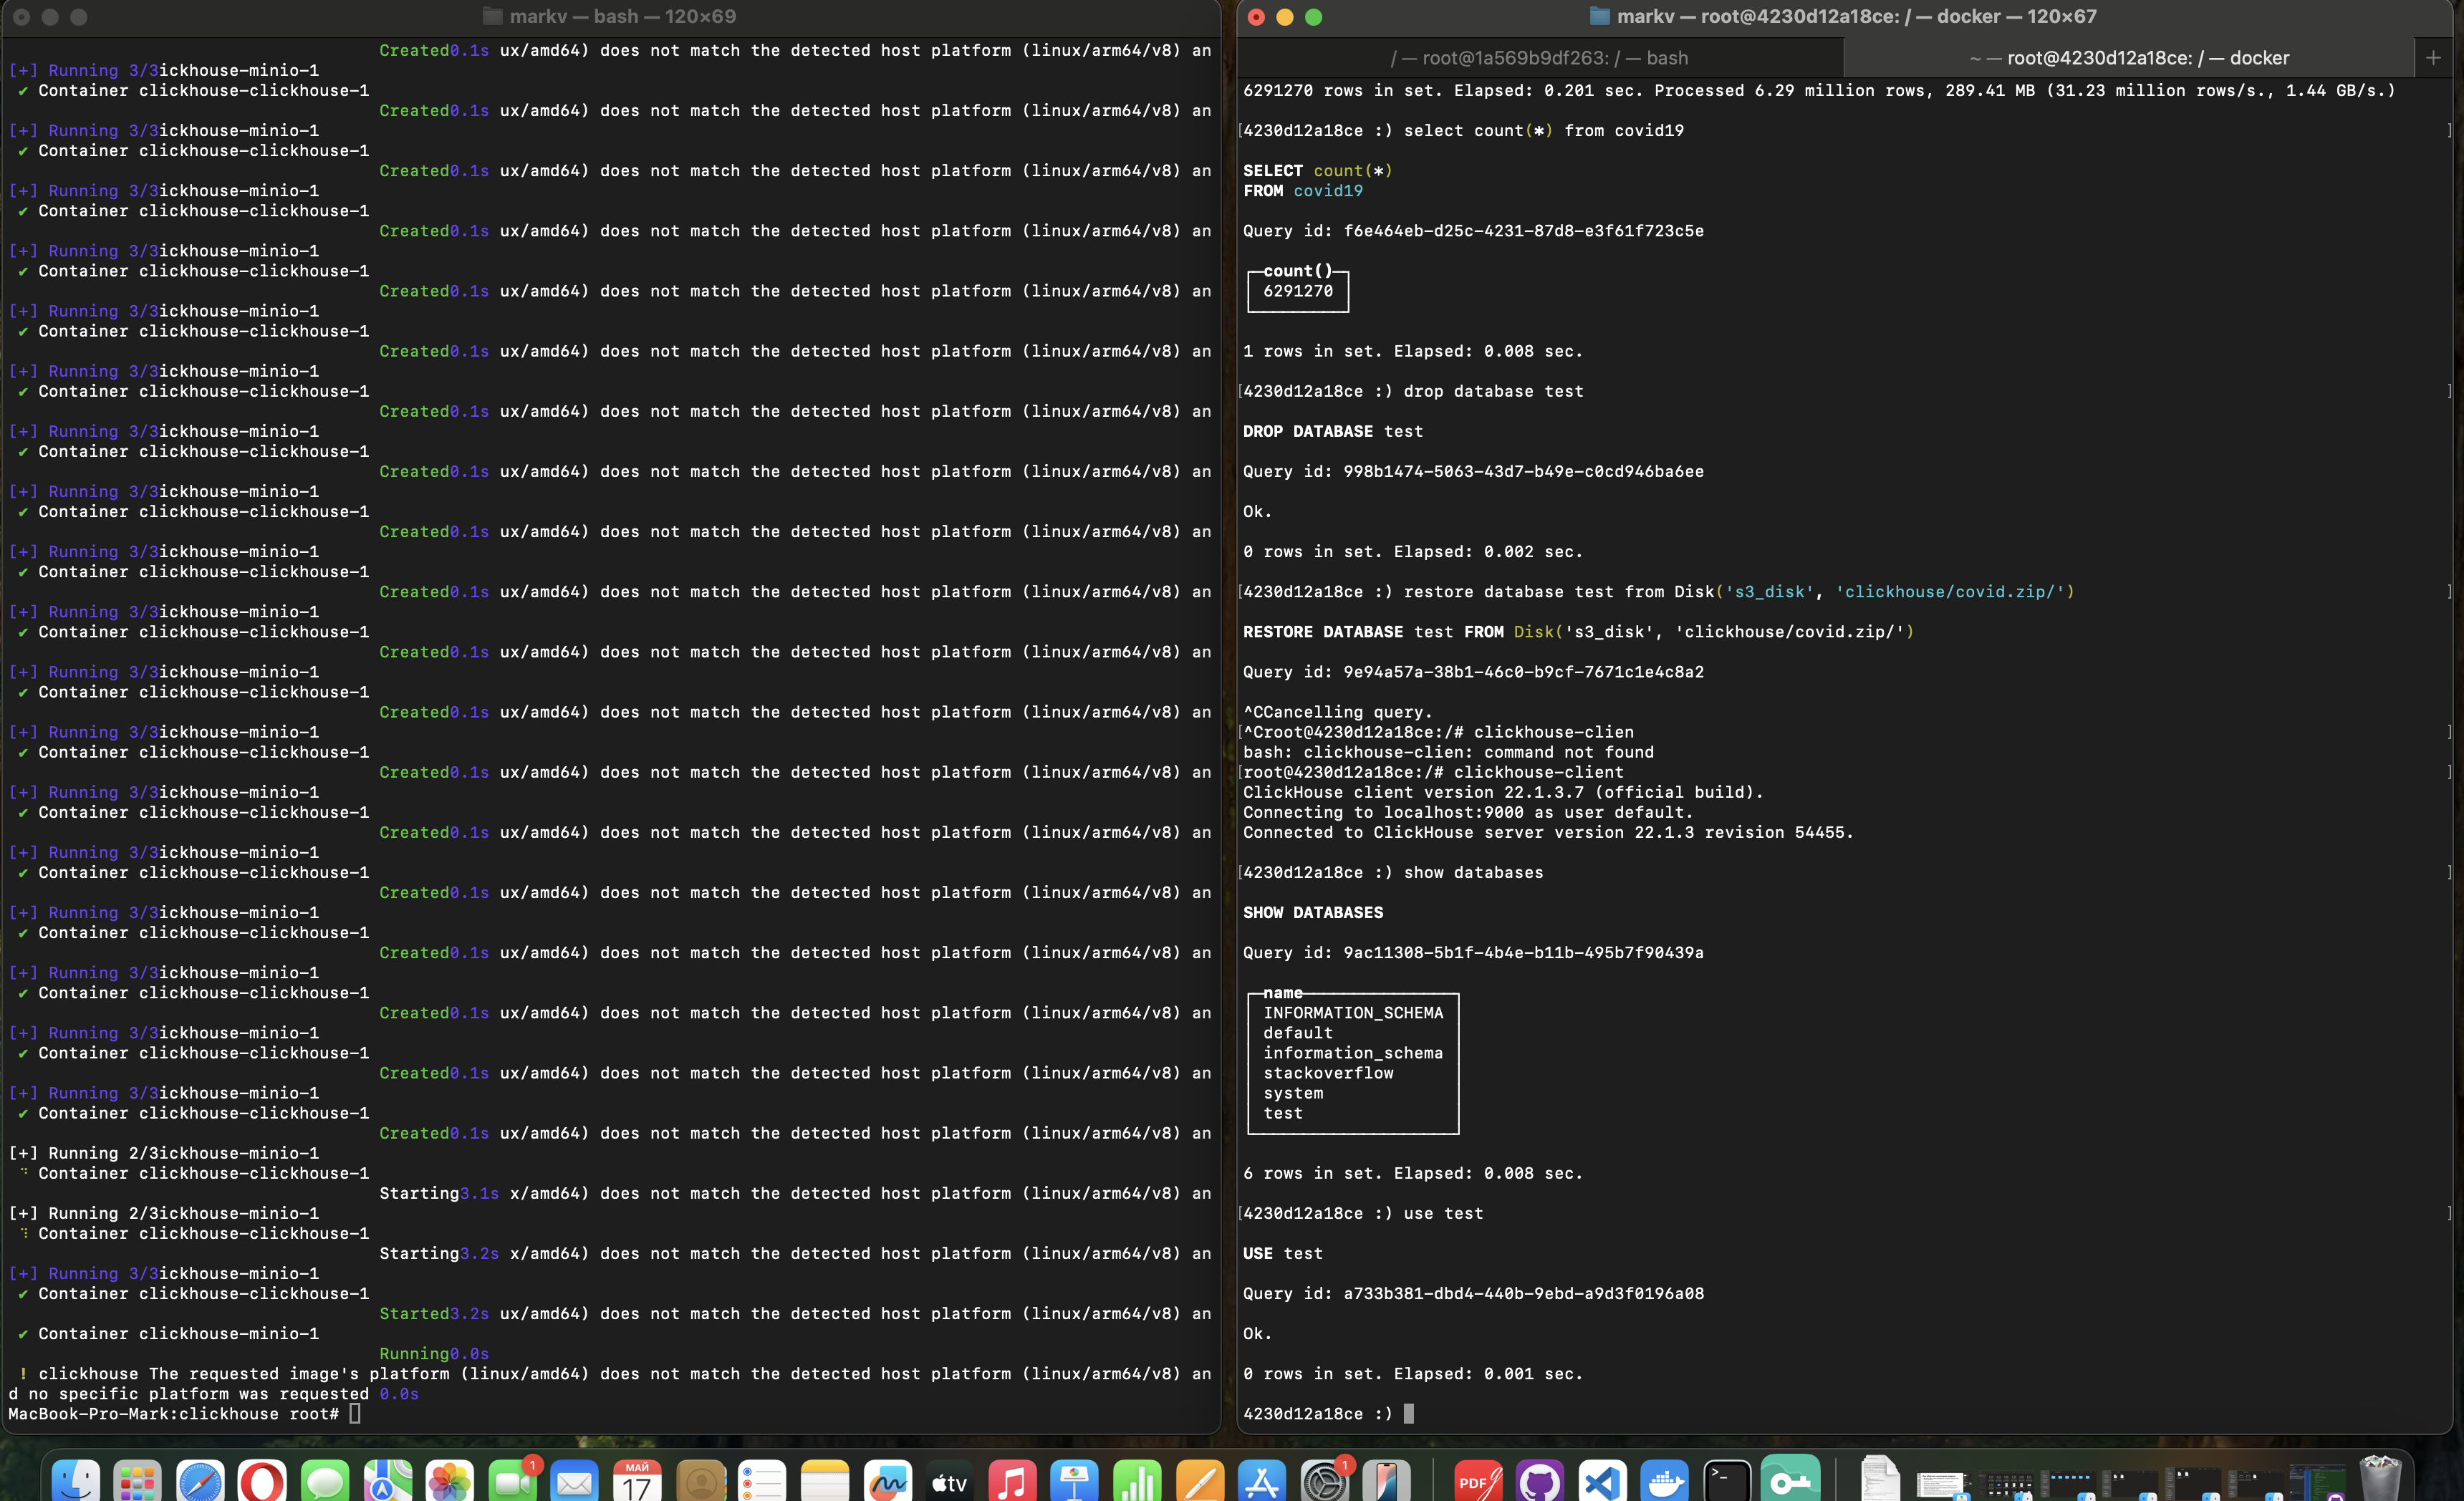 markv — bash — 120×69
Created0.1s ux/amd64) does not match the detected host platform (linux/arm64/v8) an
[+] Running 3/3ickhouse-minio-1
✔ Container clickhouse-clickhouse-1
Created0.1s ux/amd64) does not match the detected host platform (linux/arm64/v8) an
[+] Running 3/3ickhouse-minio-1
✔ Container clickhouse-clickhouse-1
Created0.1s ux/amd64) does not match the detected host platform (linux/arm64/v8) an
[+] Running 3/3ickhouse-minio-1
✔ Container clickhouse-clickhouse-1
Created0.1s ux/amd64) does not match the detected host platform (linux/arm64/v8) an
[+] Running 3/3ickhouse-minio-1
✔ Container clickhouse-clickhouse-1
Created0.1s ux/amd64) does not match the detected host platform (linux/arm64/v8) an
[+] Running 3/3ickhouse-minio-1
✔ Container clickhouse-clickhouse-1
Created0.1s ux/amd64) does not match the detected host platform (linux/arm64/v8) an
[+] Running 3/3ickhouse-minio-1
✔ Container clickhouse-clickhouse-1
Created0.1s ux/amd64) does not match the detected host platform (linux/arm64/v8) an
[+] Running 3/3ickhouse-minio-1
✔ Container clickhouse-clickhouse-1
Created0.1s ux/amd64) does not match the detected host platform (linux/arm64/v8) an
[+] Running 3/3ickhouse-minio-1
✔ Container clickhouse-clickhouse-1
Created0.1s ux/amd64) does not match the detected host platform (linux/arm64/v8) an
[+] Running 3/3ickhouse-minio-1
✔ Container clickhouse-clickhouse-1
Created0.1s ux/amd64) does not match the detected host platform (linux/arm64/v8) an
[+] Running 3/3ickhouse-minio-1
✔ Container clickhouse-clickhouse-1
Created0.1s ux/amd64) does not match the detected host platform (linux/arm64/v8) an
[+] Running 3/3ickhouse-minio-1
✔ Container clickhouse-clickhouse-1
Created0.1s ux/amd64) does not match the detected host platform (linux/arm64/v8) an
[+] Running 3/3ickhouse-minio-1
✔ Container clickhouse-clickhouse-1
Created0.1s ux/amd64) does not match the detected host platform (linux/arm64/v8) an
[+] Running 3/3ickhouse-minio-1
✔ Container clickhouse-clickhouse-1
Created0.1s ux/amd64) does not match the detected host platform (linux/arm64/v8) an
[+] Running 3/3ickhouse-minio-1
✔ Container clickhouse-clickhouse-1
Created0.1s ux/amd64) does not match the detected host platform (linux/arm64/v8) an
[+] Running 3/3ickhouse-minio-1
✔ Container clickhouse-clickhouse-1
Created0.1s ux/amd64) does not match the detected host platform (linux/arm64/v8) an
[+] Running 3/3ickhouse-minio-1
✔ Container clickhouse-clickhouse-1
Created0.1s ux/amd64) does not match the detected host platform (linux/arm64/v8) an
[+] Running 3/3ickhouse-minio-1
✔ Container clickhouse-clickhouse-1
Created0.1s ux/amd64) does not match the detected host platform (linux/arm64/v8) an
[+] Running 3/3ickhouse-minio-1
✔ Container clickhouse-clickhouse-1
Created0.1s ux/amd64) does not match the detected host platform (linux/arm64/v8) an
[+] Running 2/3ickhouse-minio-1
Container clickhouse-clickhouse-1
Starting3.1s x/amd64) does not match the detected host platform (linux/arm64/v8) an
[+] Running 2/3ickhouse-minio-1
Container clickhouse-clickhouse-1
Starting3.2s x/amd64) does not match the detected host platform (linux/arm64/v8) an
[+] Running 3/3ickhouse-minio-1
✔ Container clickhouse-clickhouse-1
Started3.2s ux/amd64) does not match the detected host platform (linux/arm64/v8) an
✔ Container clickhouse-minio-1
Running0.0s
! clickhouse The requested image's platform (linux/amd64) does not match the detected host platform (linux/arm64/v8) an
d no specific platform was requested 0.0s
MacBook-Pro-Mark:clickhouse root#
markv — root@4230d12a18ce: / — docker — 120×67
/ — root@1a569b9df263: / — bash
~ — root@4230d12a18ce: / — docker
+
6291270 rows in set. Elapsed: 0.201 sec. Processed 6.29 million rows, 289.41 MB (31.23 million rows/s., 1.44 GB/s.)
[4230d12a18ce :) select count(*) from covid19 ]
SELECT count(*)
FROM covid19
Query id: f6e464eb-d25c-4231-87d8-e3f61f723c5e
count()
6291270
1 rows in set. Elapsed: 0.008 sec.
[4230d12a18ce :) drop database test ]
DROP DATABASE test
Query id: 998b1474-5063-43d7-b49e-c0cd946ba6ee
Ok.
0 rows in set. Elapsed: 0.002 sec.
[4230d12a18ce :) restore database test from Disk('s3_disk', 'clickhouse/covid.zip/') ]
RESTORE DATABASE test FROM Disk('s3_disk', 'clickhouse/covid.zip/')
Query id: 9e94a57a-38b1-46c0-b9cf-7671c1e4c8a2
^CCancelling query.
[^Croot@4230d12a18ce:/# clickhouse-clien ]
bash: clickhouse-clien: command not found
[root@4230d12a18ce:/# clickhouse-client ]
ClickHouse client version 22.1.3.7 (official build).
Connecting to localhost:9000 as user default.
Connected to ClickHouse server version 22.1.3 revision 54455.
[4230d12a18ce :) show databases ]
SHOW DATABASES
Query id: 9ac11308-5b1f-4b4e-b11b-495b7f90439a
name
INFORMATION_SCHEMA
default
information_schema
stackoverflow
system
test
6 rows in set. Elapsed: 0.008 sec.
[4230d12a18ce :) use test ]
USE test
Query id: a733b381-dbd4-440b-9ebd-a9d3f0196a08
Ok.
0 rows in set. Elapsed: 0.001 sec.
4230d12a18ce :)
1
МАЙ
17
tv
1
PDF
>_